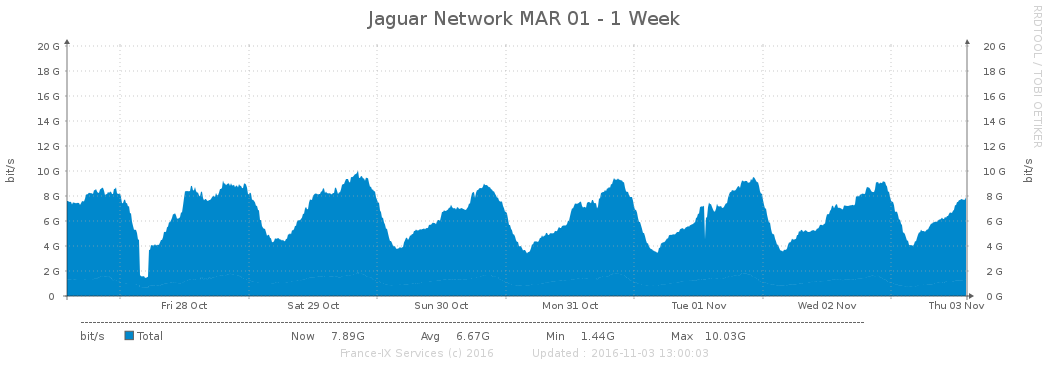 Jaguar Network MAR 01 - 1 Week
RRDTOOL / TOBI OETIKER
bit/s
20 G 20 G
18 G 18 G
16 G 16 G
14 G 14 G
12 G 12 G
10 G 10 G
8 G 8 G
6 G 6 G
4 G 4 G
2 G 2 G
0 0 G
bit/s
Fri 28 Oct Sat 29 Oct Sun 30 Oct Mon 31 Oct Tue 01 Nov Wed 02 Nov Thu 03 Nov
bit/s Total Now 7.89G Avg 6.67G Min 1.44G Max 10.03G
France-IX Services (c) 2016 Updated : 2016-11-03 13:00:03